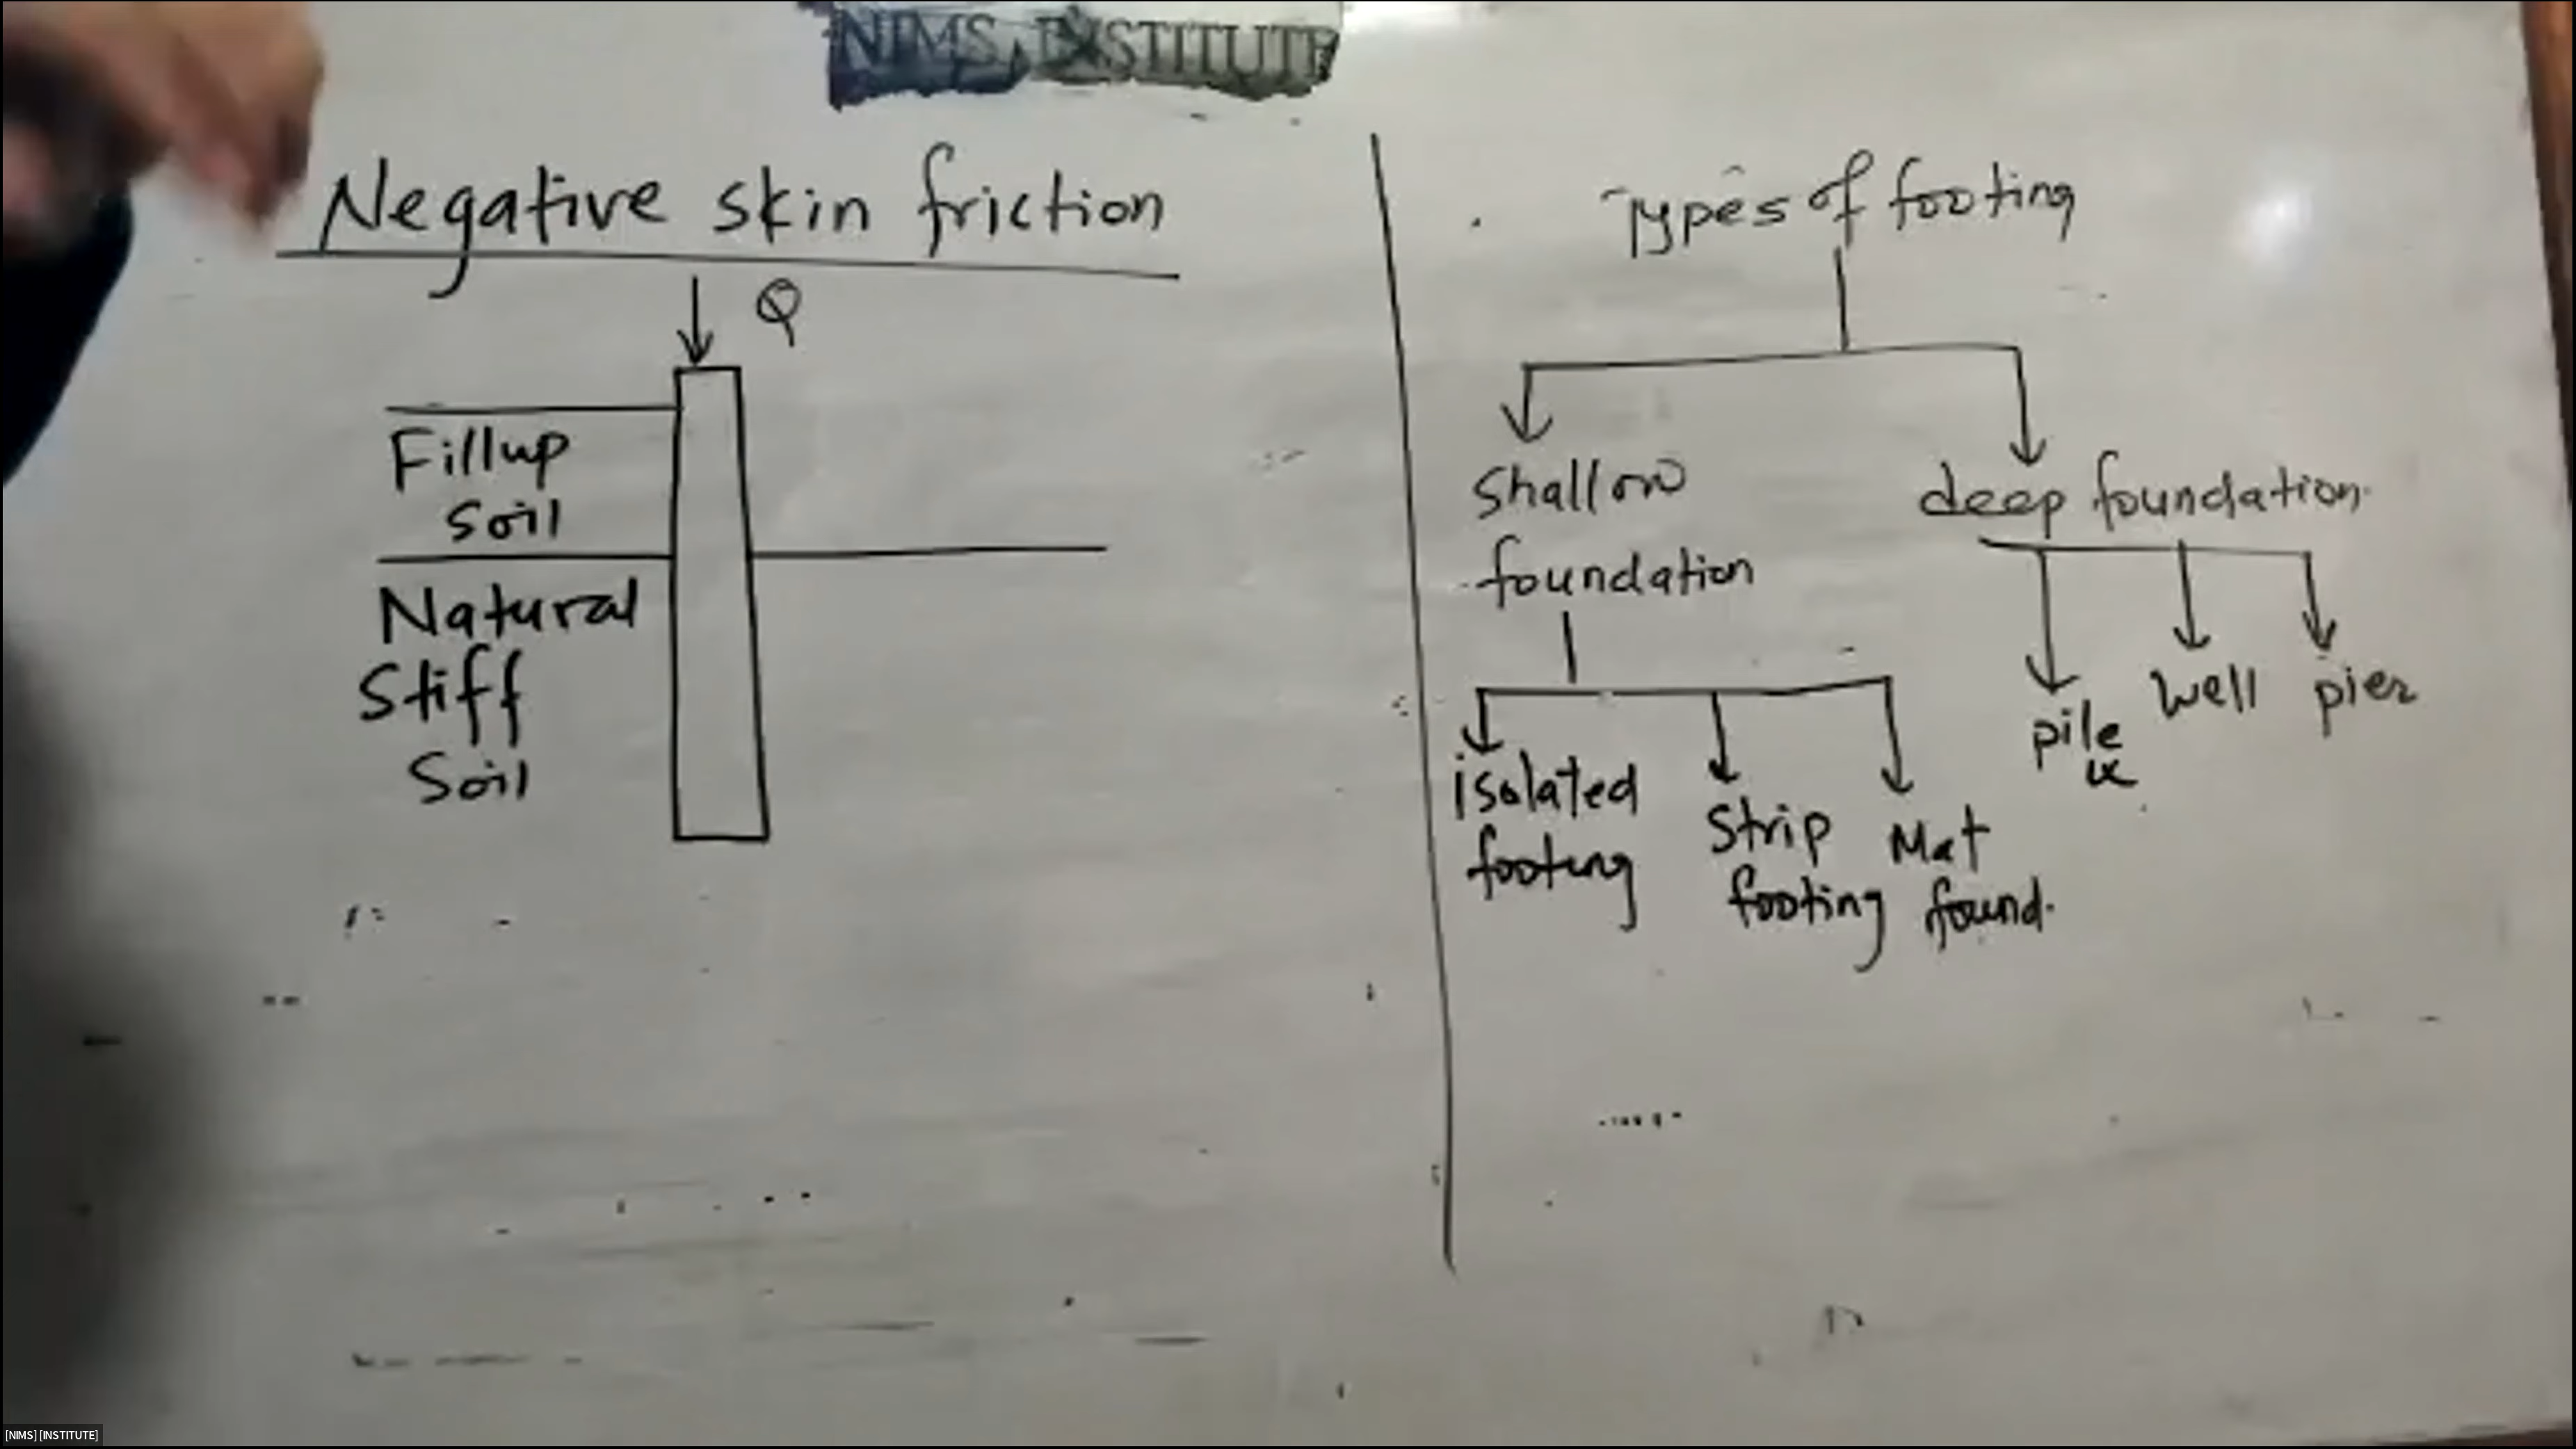 NIMS INSTITUTE
Negative skin friction
Q
Fillup
soil
Natural
Stiff
Soil
Types of footing
Shallow
foundation
deep foundation
pile
well
pier
isolated
footing
Strip
footing
Mat
found.
[NIMS] [INSTITUTE]